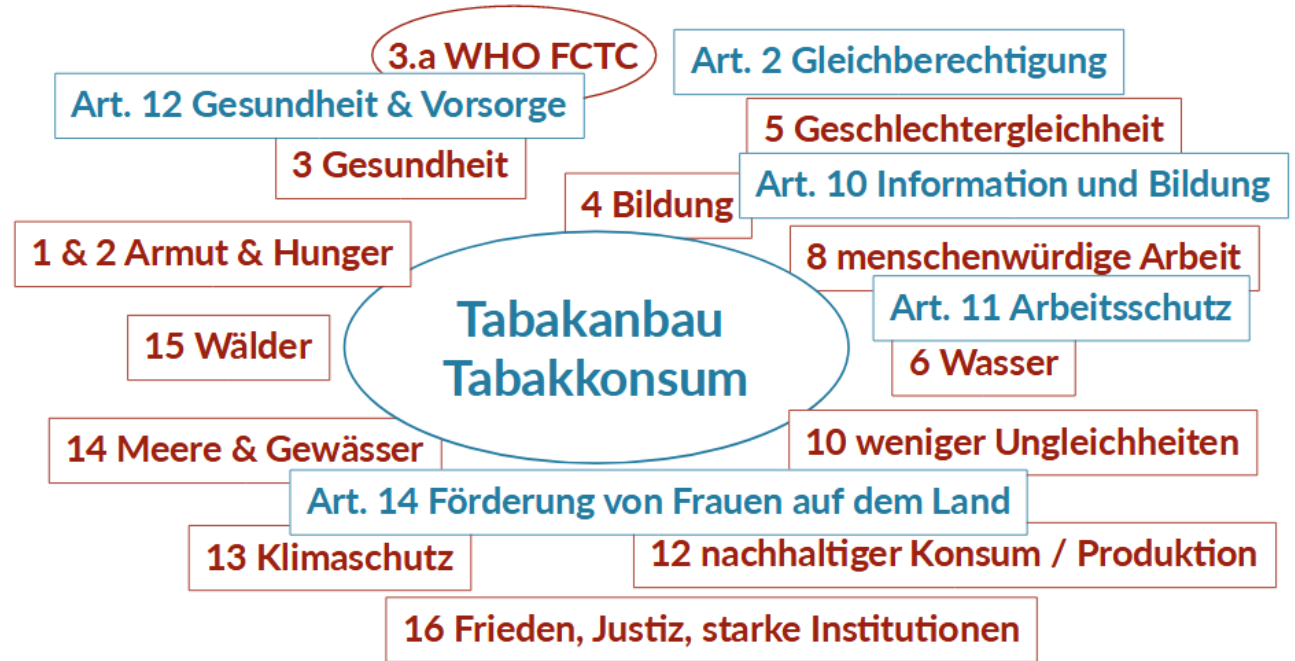 3.a WHO FCTC
Art. 2 Gleichberechtigung
Art. 12 Gesundheit & Vorsorge
5 Geschlechtergleichheit
3 Gesundheit
Art. 10 Information und Bildung
4 Bildung
1 & 2 Armut & Hunger
8 menschenwürdige Arbeit
Art. 11 Arbeitsschutz
Tabakanbau
Tabakkonsum
15 Wälder
6 Wasser
14 Meere & Gewässer
10 weniger Ungleichheiten
Art. 14 Förderung von Frauen auf dem Land
13 Klimaschutz
12 nachhaltiger Konsum / Produktion
16 Frieden, Justiz, starke Institutionen